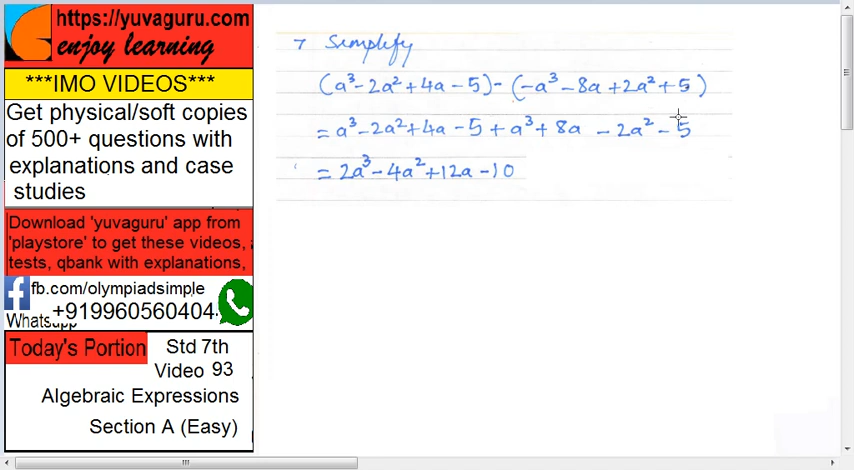 https://yuvaguru.com
enjoy learning
***IMO VIDEOS***
Get physical/soft copies
of 500+ questions with
explanations and case
studies
Download 'yuvaguru' app from
'playstore' to get these videos,
tests, qbank with explanations,
fb.com/olympiadsimple
+919960560404
Whatsapp
Today's Portion
Std 7th
Video 93
Algebraic Expressions
Section A (Easy)
7 Simplify
(a³-2a²+4a-5)-(-a³-8a+2a²+5)
=a³-2a²+4a-5+a³+8a-2a²-5
=2a³-4a²+12a-10